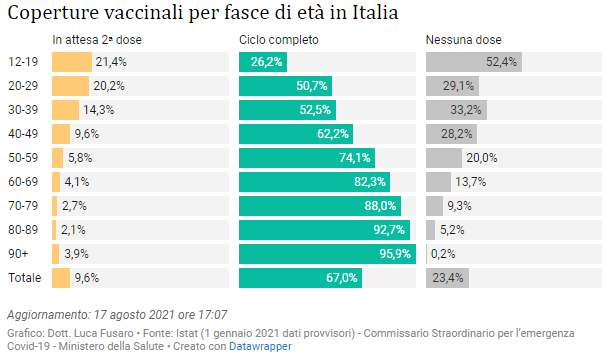 Coperture vaccinali per fasce di età in Italia
In attesa 2ª dose Ciclo completo Nessuna dose
12-19 21,4% 26,2% 52,4%
20-29 20,2% 50,7% 29,1%
30-39 14,3% 52,5% 33,2%
40-49 9,6% 62,2% 28,2%
50-59 5,8% 74,1% 20,0%
60-69 4,1% 82,3% 13,7%
70-79 2,7% 88,0% 9,3%
80-89 2,1% 92,7% 5,2%
90+ 3,9% 95,9% 0,2%
Totale 9,6% 67,0% 23,4%
Aggiornamento: 17 agosto 2021 ore 17:07
Grafico: Dott. Luca Fusaro • Fonte: Istat (1 gennaio 2021 dati provvisori) - Commissario Straordinario per l'emergenza
Covid-19 - Ministero della Salute • Creato con Datawrapper